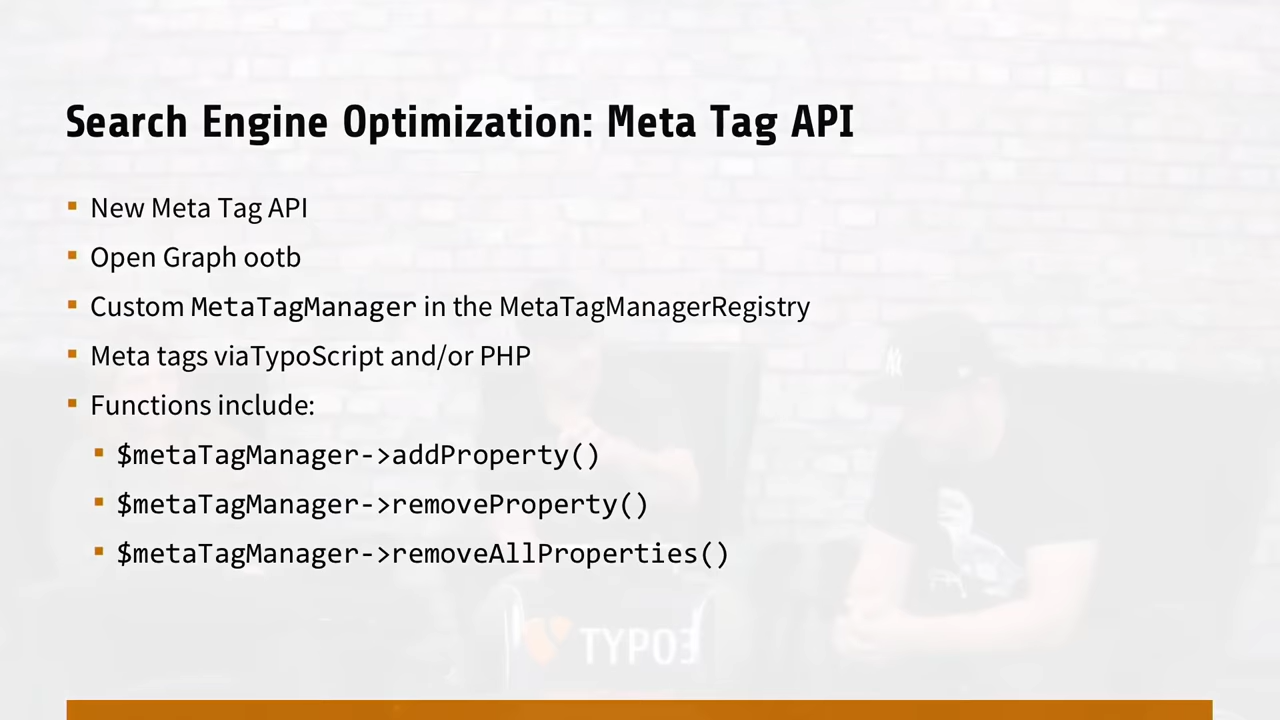 Search Engine Optimization: Meta Tag API
New Meta Tag API
Open Graph ootb
Custom MetaTagManager in the MetaTagManagerRegistry
Meta tags viaTypoScript and/or PHP
Functions include:
$metaTagManager->addProperty()
$metaTagManager->removeProperty()
$metaTagManager->removeAllProperties()
TYPO3